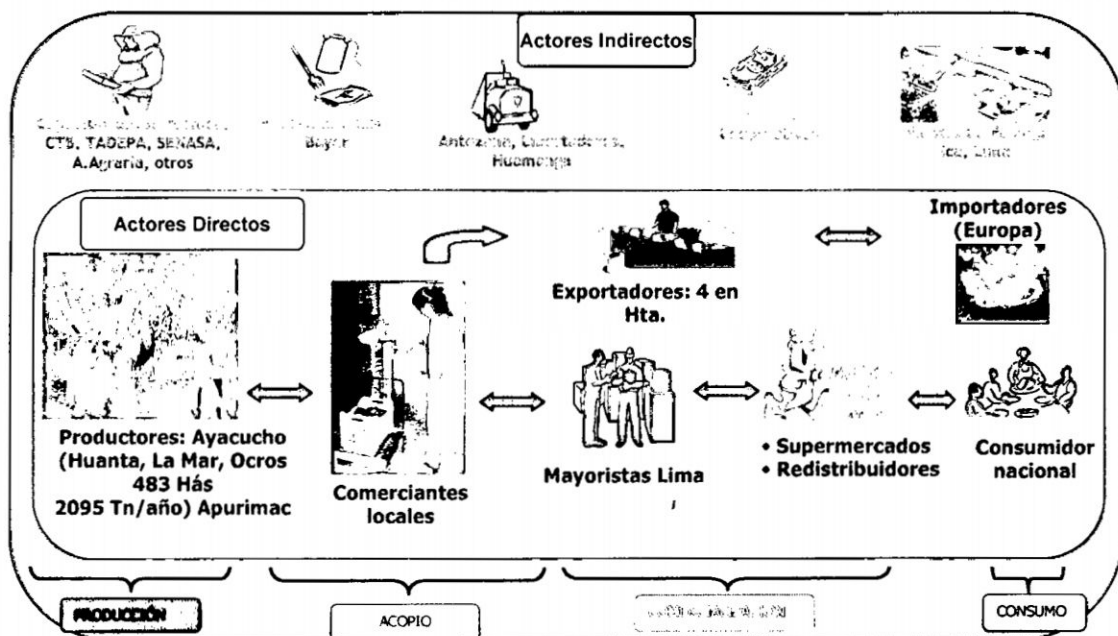 Actores Indirectos
CTB, TADEPA, SENASA,
A.Agraria, otros
Bayer
Huamanga
Ica, Lima
Actores Directos
Importadores
(Europa)
Exportadores: 4 en
Hta.
Productores: Ayacucho
(Huanta, La Mar, Ocros
483 Hás
2095 Tn/año) Apurimac
Comerciantes
locales
Mayoristas Lima
• Supermercados
• Redistribuidores
Consumidor
nacional
PRODUCCIÓN
ACOPIO
CONSUMO